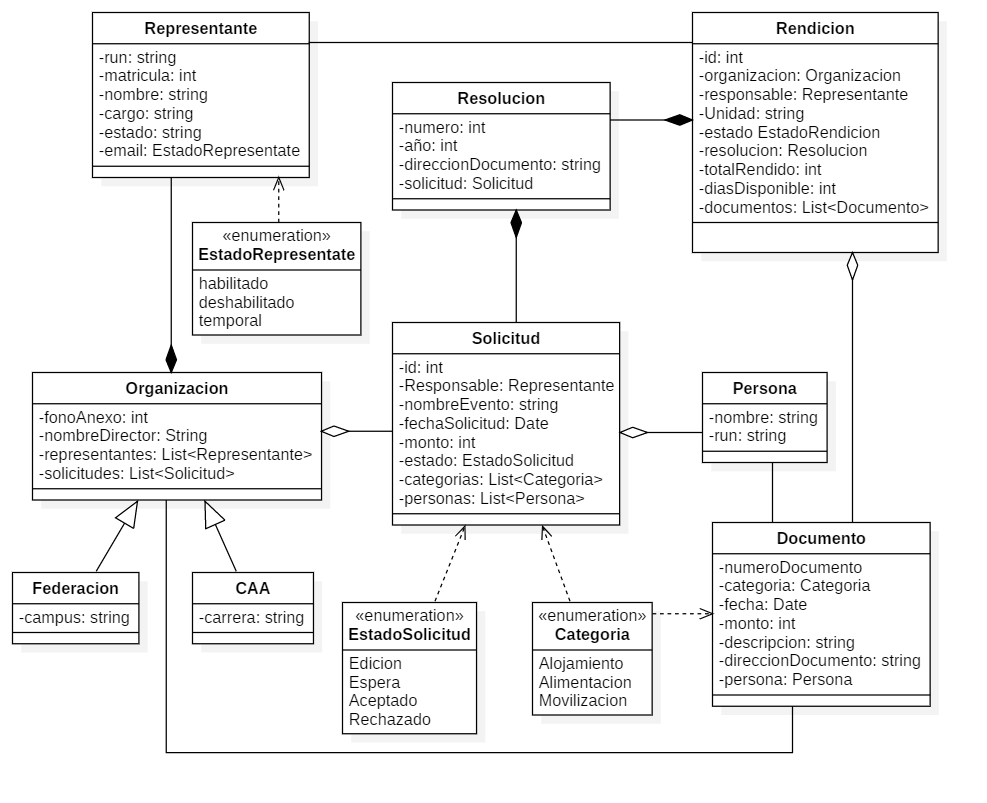 Representante
-run: string
-matricula: int
-nombre: string
-cargo: string
-estado: string
-email: EstadoRepresentate
Rendicion
-id: int
-organizacion: Organizacion
-responsable: Representante
-Unidad: string
-estado EstadoRendicion
-resolucion: Resolucion
-totalRendido: int
-diasDisponible: int
-documentos: List<Documento>
Resolucion
-numero: int
-año: int
-direccionDocumento: string
-solicitud: Solicitud
«enumeration»
EstadoRepresentate
habilitado
deshabilitado
temporal
Organizacion
-fonoAnexo: int
-nombreDirector: String
-representantes: List<Representante>
-solicitudes: List<Solicitud>
Solicitud
-id: int
-Responsable: Representante
-nombreEvento: string
-fechaSolicitud: Date
-monto: int
-estado: EstadoSolicitud
-categorias: List<Categoria>
-personas: List<Persona>
Persona
-nombre: string
-run: string
Federacion
-campus: string
CAA
-carrera: string
«enumeration»
EstadoSolicitud
Edicion
Espera
Aceptado
Rechazado
«enumeration»
Categoria
Alojamiento
Alimentacion
Movilizacion
Documento
-numeroDocumento
-categoria: Categoria
-fecha: Date
-monto: int
-descripcion: string
-direccionDocumento: string
-persona: Persona